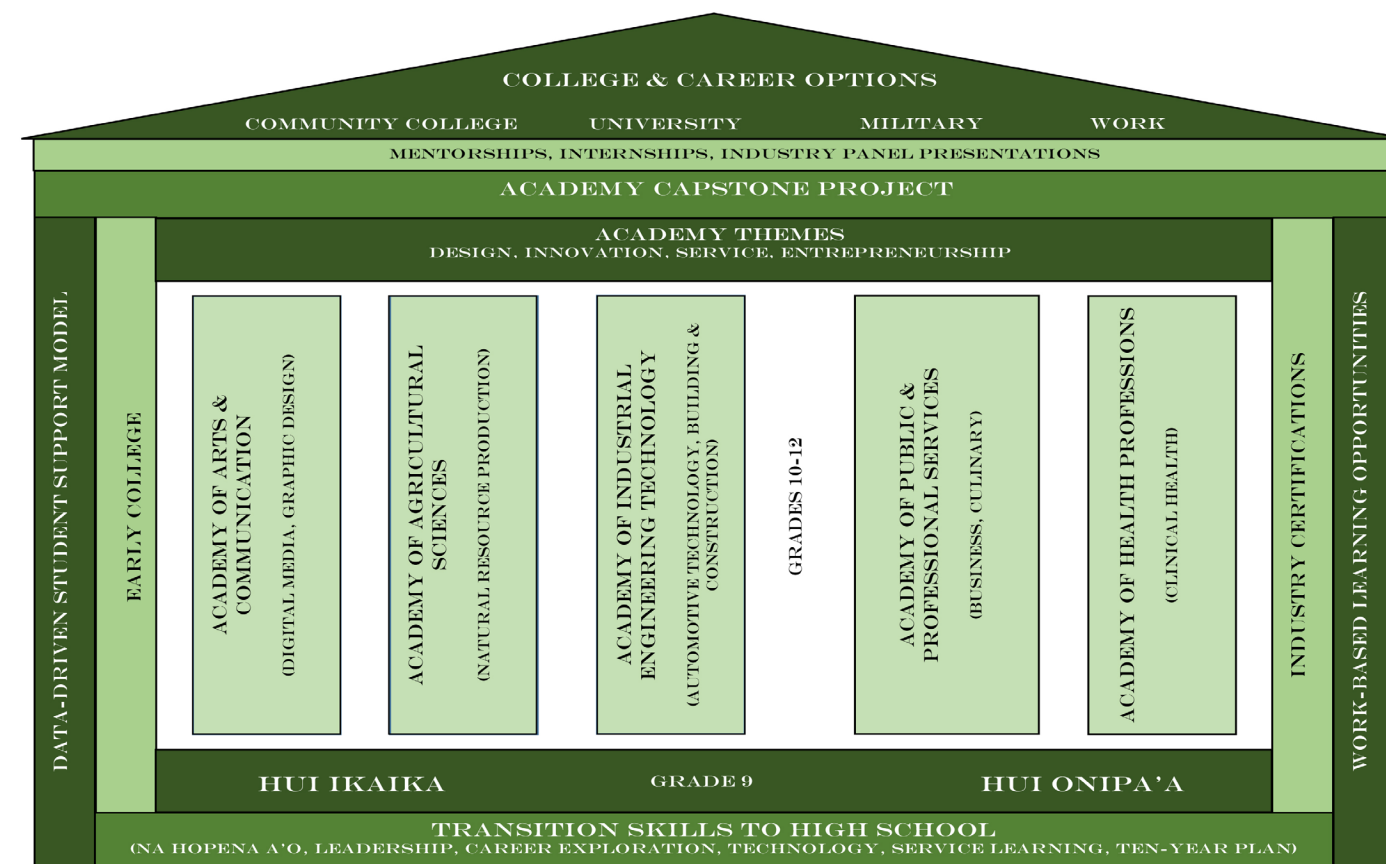 COLLEGE & CAREER OPTIONS
COMMUNITY COLLEGE UNIVERSITY MILITARY WORK
MENTORSHIPS, INTERNSHIPS, INDUSTRY PANEL PRESENTATIONS
ACADEMY CAPSTONE PROJECT
ACADEMY THEMES
DESIGN, INNOVATION, SERVICE, ENTREPRENEURSHIP
DATA-DRIVEN STUDENT SUPPORT MODEL
EARLY COLLEGE
ACADEMY OF ARTS &
COMMUNICATION
(DIGITAL MEDIA, GRAPHIC DESIGN)
ACADEMY OF AGRICULTURAL
SCIENCES
(NATURAL RESOURCE PRODUCTION)
ACADEMY OF INDUSTRIAL
ENGINEERING TECHNOLOGY
(AUTOMOTIVE TECHNOLOGY, BUILDING &
CONSTRUCTION)
GRADES 10-12
ACADEMY OF PUBLIC &
PROFESSIONAL SERVICES
(BUSINESS, CULINARY)
ACADEMY OF HEALTH PROFESSIONS
(CLINICAL HEALTH)
INDUSTRY CERTIFICATIONS
WORK-BASED LEARNING OPPORTUNITIES
HUI IKAIKA GRADE 9 HUI ONIPA'A
TRANSITION SKILLS TO HIGH SCHOOL
(NA HOPENA A'O, LEADERSHIP, CAREER EXPLORATION, TECHNOLOGY, SERVICE LEARNING, TEN-YEAR PLAN)